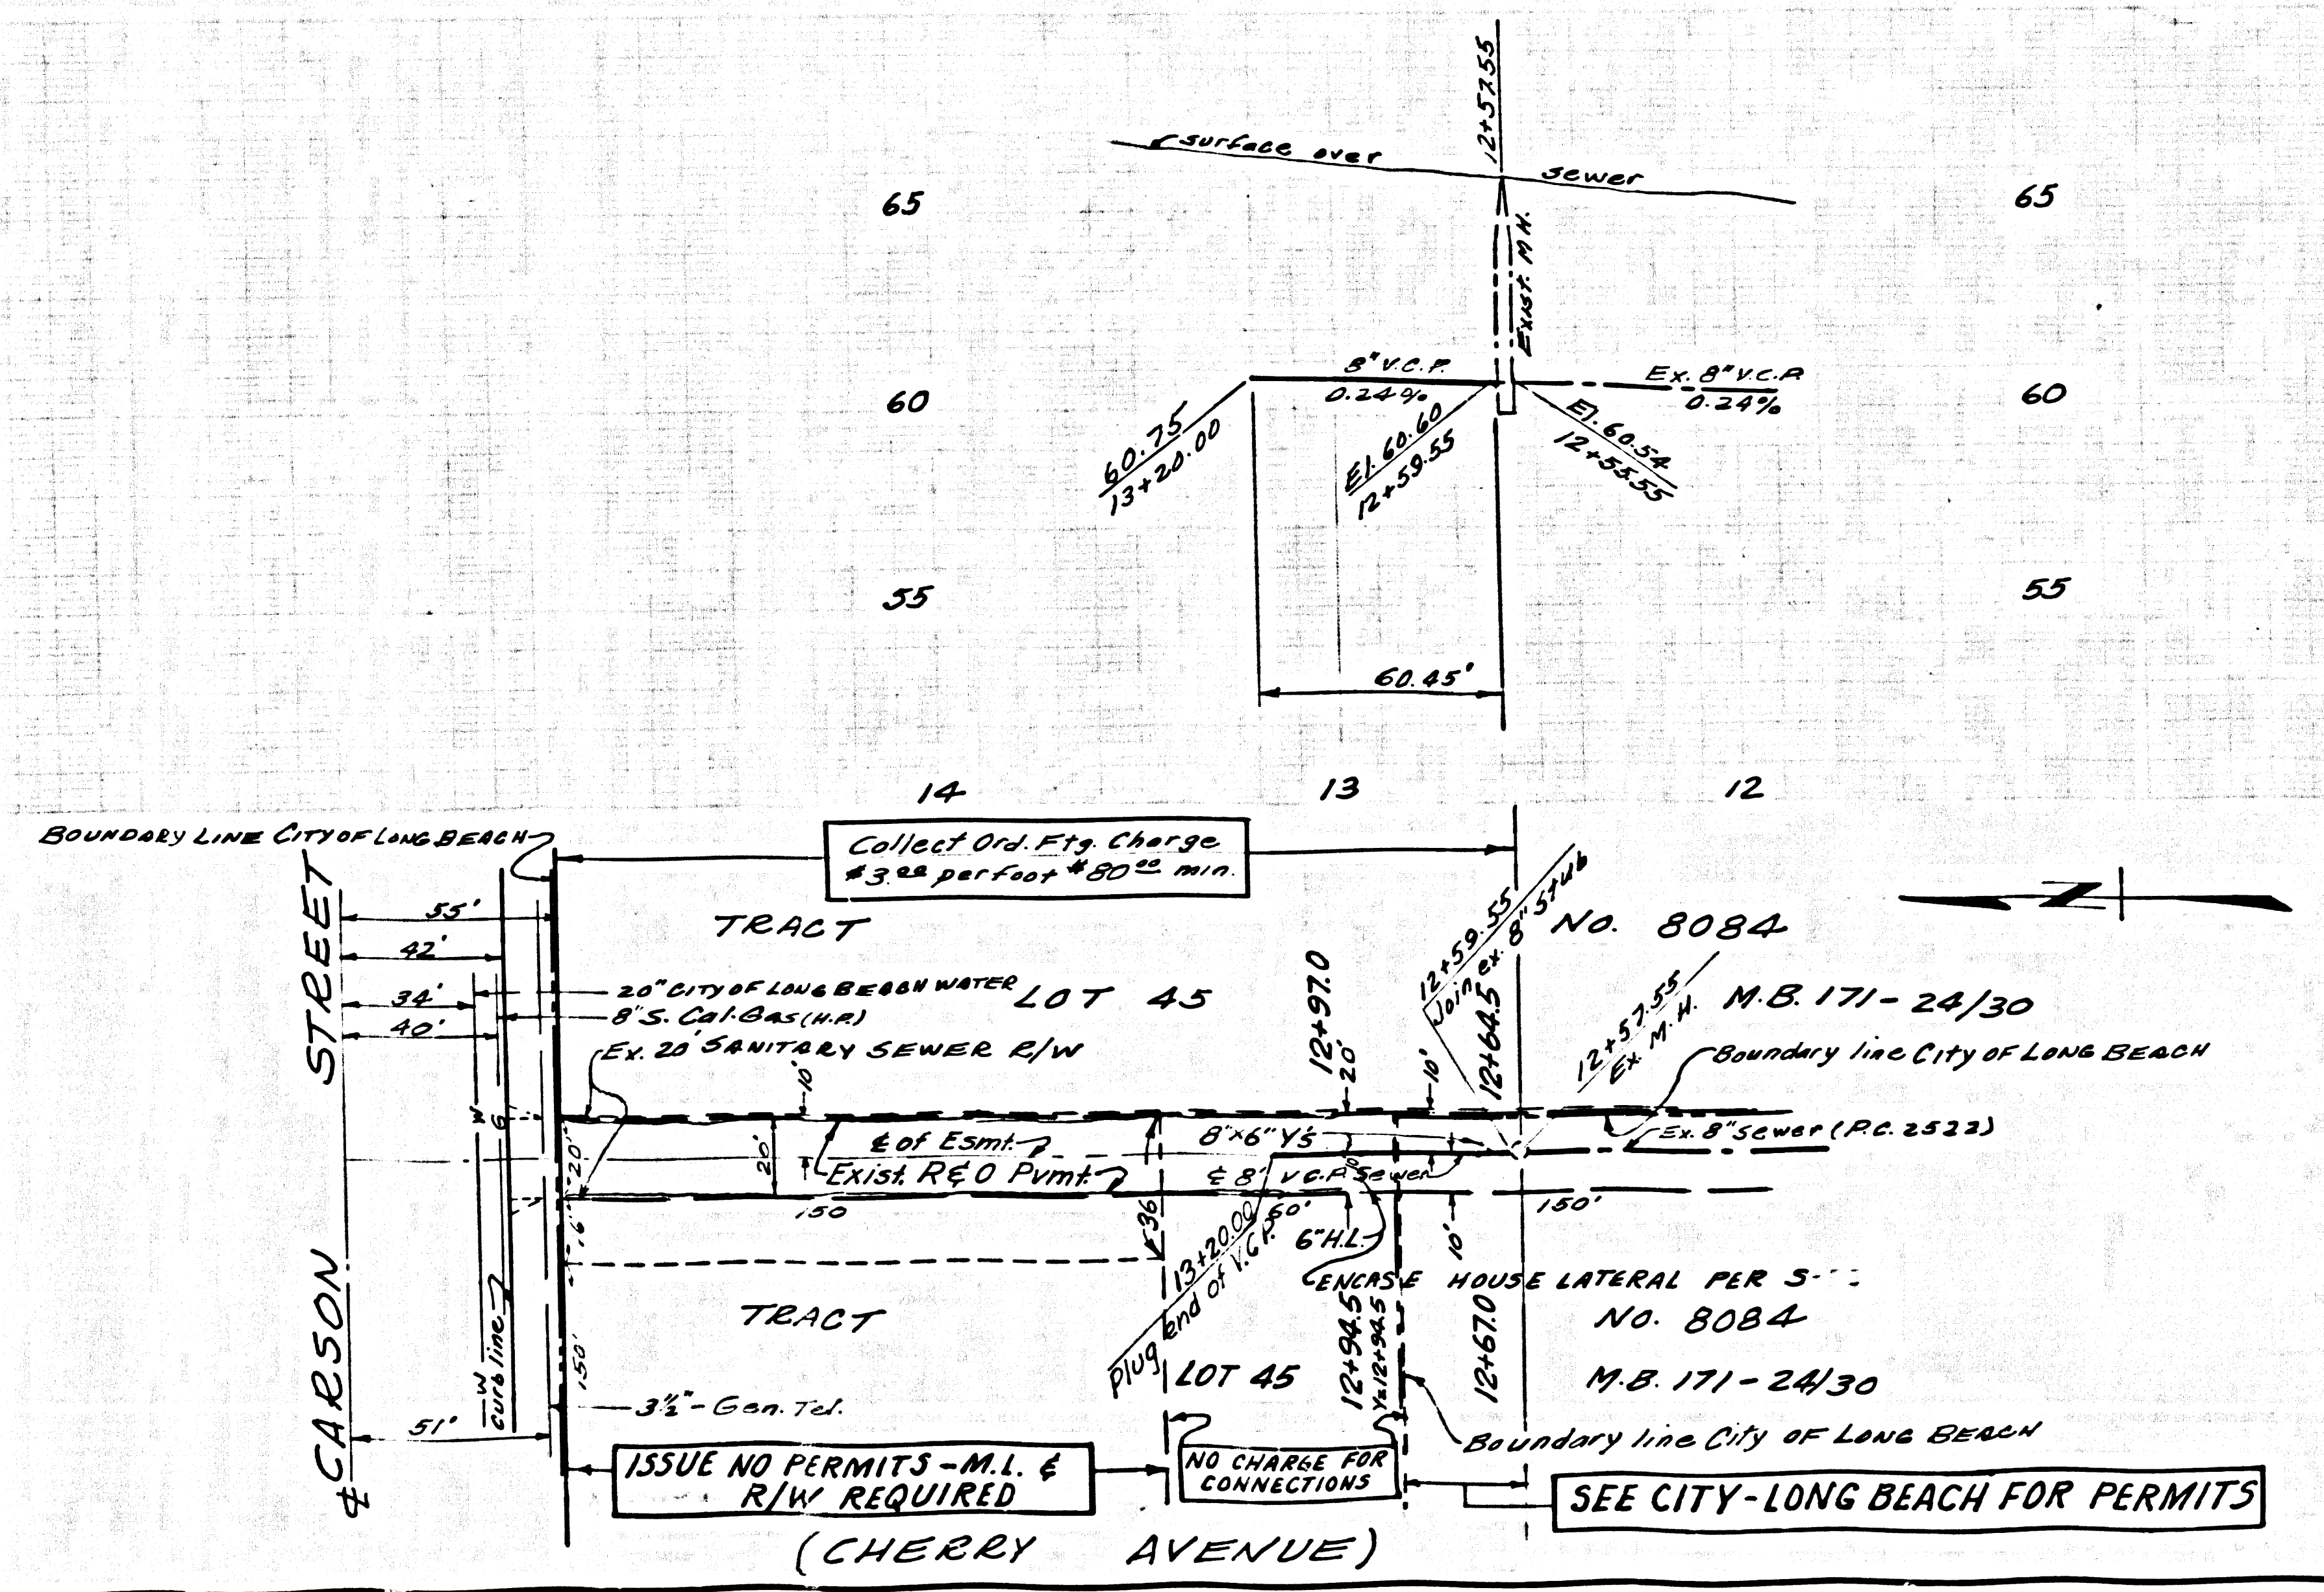 12+57.55
surface over
sewer
65
65
Exist. M.H.
8" V.C.P.
0.24%
Ex. 8" V.C.P.
0.24%
60
60
60.75
13+20.00
El. 60.60
12+59.55
El. 60.54
12+55.55
55
55
60.45'
14
13
12
BOUNDARY LINE CITY OF LONG BEACH
Collect Ord. Ftg. Charge
$3.00 per foot $80.00 min.
¢ CARSON STREET
55'
42'
34'
40'
TRACT
No. 8084
20" CITY OF LONG BEACH WATER
8" S. Cal. Gas (H.P.)
Ex. 20' SANITARY SEWER R/W
LOT 45
M.B. 171-24/30
12+97.0
20'
10'
12+59.55
Join ex. 8" Stub
12+64.5
12+57.55
Ex. M.H.
Boundary line City OF LONG BEACH
10'
W
G
20'
20'
¢ of Esmt.
Exist. R&O Pvmt.
8"x6" Y's
¢ 8" V.C.P. Sewer
Ex. 8" sewer (P.C. 2522)
150
60'
150'
16'
36'
6" H.L.
10'
13+20.00
Plug end of V.C.P.
ENCASE HOUSE LATERAL PER S-
TRACT
No. 8084
LOT 45
12+94.5
Y=12+94.5
12+67.0
M.B. 171-24/30
150'
W
curb line
3½" - Gen. Tel.
51'
Boundary line City OF LONG BEACH
ISSUE NO PERMITS - M.L. &
R/W REQUIRED
NO CHARGE FOR
CONNECTIONS
SEE CITY - LONG BEACH FOR PERMITS
(CHERRY AVENUE)